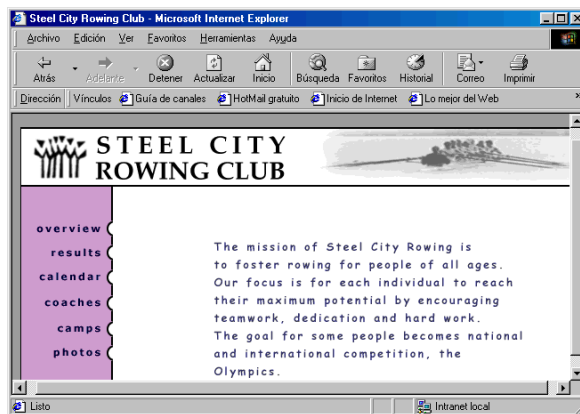 Steel City Rowing Club - Microsoft Internet Explorer
Archivo Edición Ver Favoritos Herramientas Ayuda
Atrás Adelante Detener Actualizar Inicio Búsqueda Favoritos Historial Correo Imprimir
Dirección Vínculos Guía de canales HotMail gratuito Inicio de Internet Lo mejor del Web »
STEEL CITY
ROWING CLUB
overview
results
calendar
coaches
camps
photos
The mission of Steel City Rowing is
to foster rowing for people of all ages.
Our focus is for each individual to reach
their maximum potential by encouraging
teamwork, dedication and hard work.
The goal for some people becomes national
and international competition, the
Olympics.
Listo Intranet local